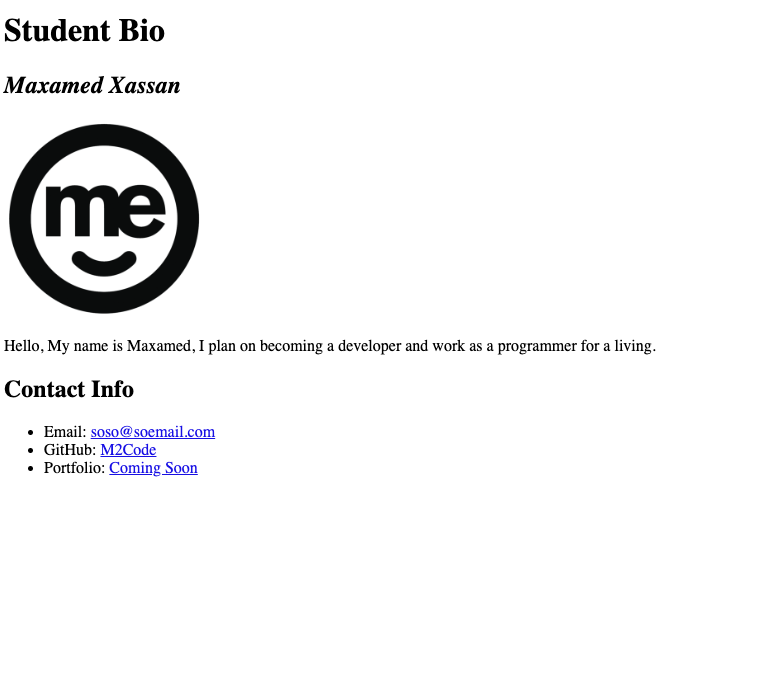 Student Bio
Maxamed Xassan
me
Hello, My name is Maxamed, I plan on becoming a developer and work as a programmer for a living.
Contact Info
Email: soso@soemail.com
GitHub: M2Code
Portfolio: Coming Soon